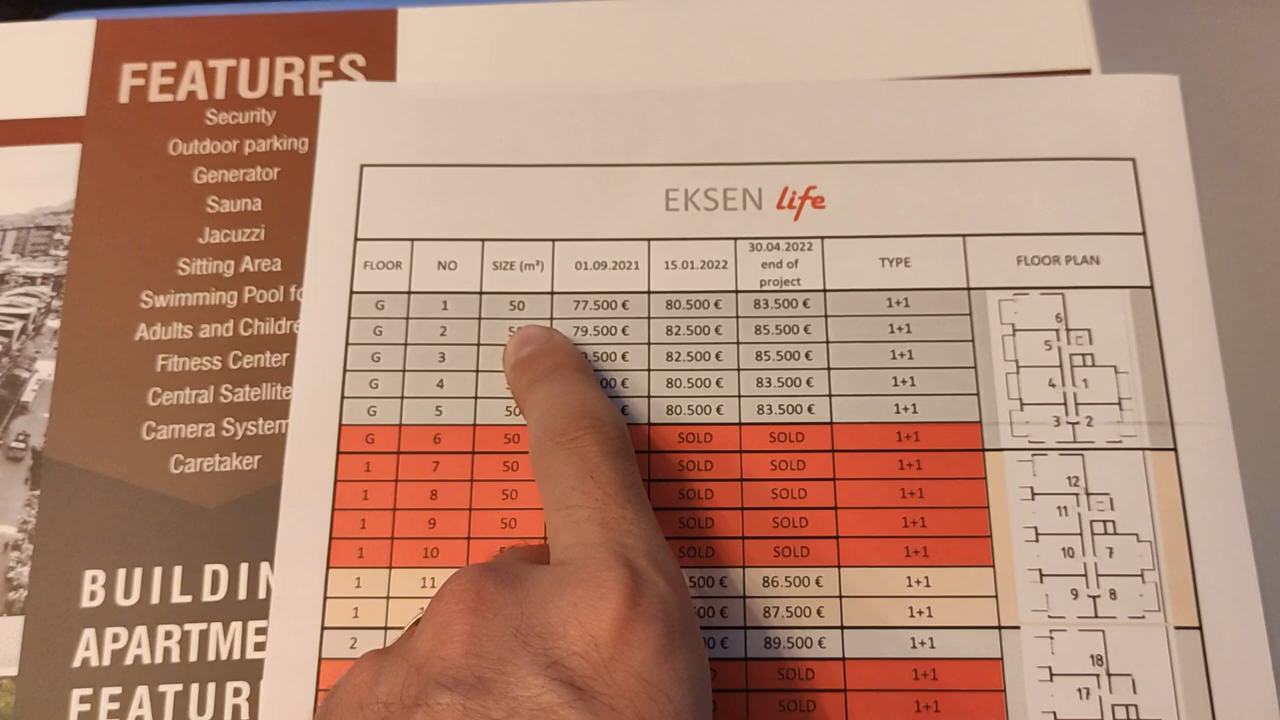 FEATURES
Security
Outdoor parking
Generator
Sauna
Jacuzzi
Sitting Area
Swimming Pool
Adults and
Fitness Center
Central Satellite
Camera System
Caretaker
BUILDIN
APARTME
FEATUR
EKSEN life
FLOOR NO SIZE (m²) 01.09.2021 15.01.2022 30.04.2022 end of project TYPE FLOOR PLAN
G 1 50 77.500 € 80.500 € 83.500 € 1+1
G 2 79.500 € 82.500 € 85.500 € 1+1
G 3 .500 € 82.500 € 85.500 € 1+1
G 4 00 € 80.500 € 83.500 € 1+1
G 5 50 € 80.500 € 83.500 € 1+1
G 6 50 SOLD SOLD 1+1
1 7 50 SOLD SOLD 1+1
1 8 50 SOLD SOLD 1+1
1 9 50 SOLD SOLD 1+1
1 10 SOLD SOLD 1+1
1 11 500 € 86.500 € 1+1
1 00 € 87.500 € 1+1
2 0 € 89.500 € 1+1
SOLD 1+1
SOLD 1+1
6
5
4 1
3 2
12
11
10 7
9 8
18
17